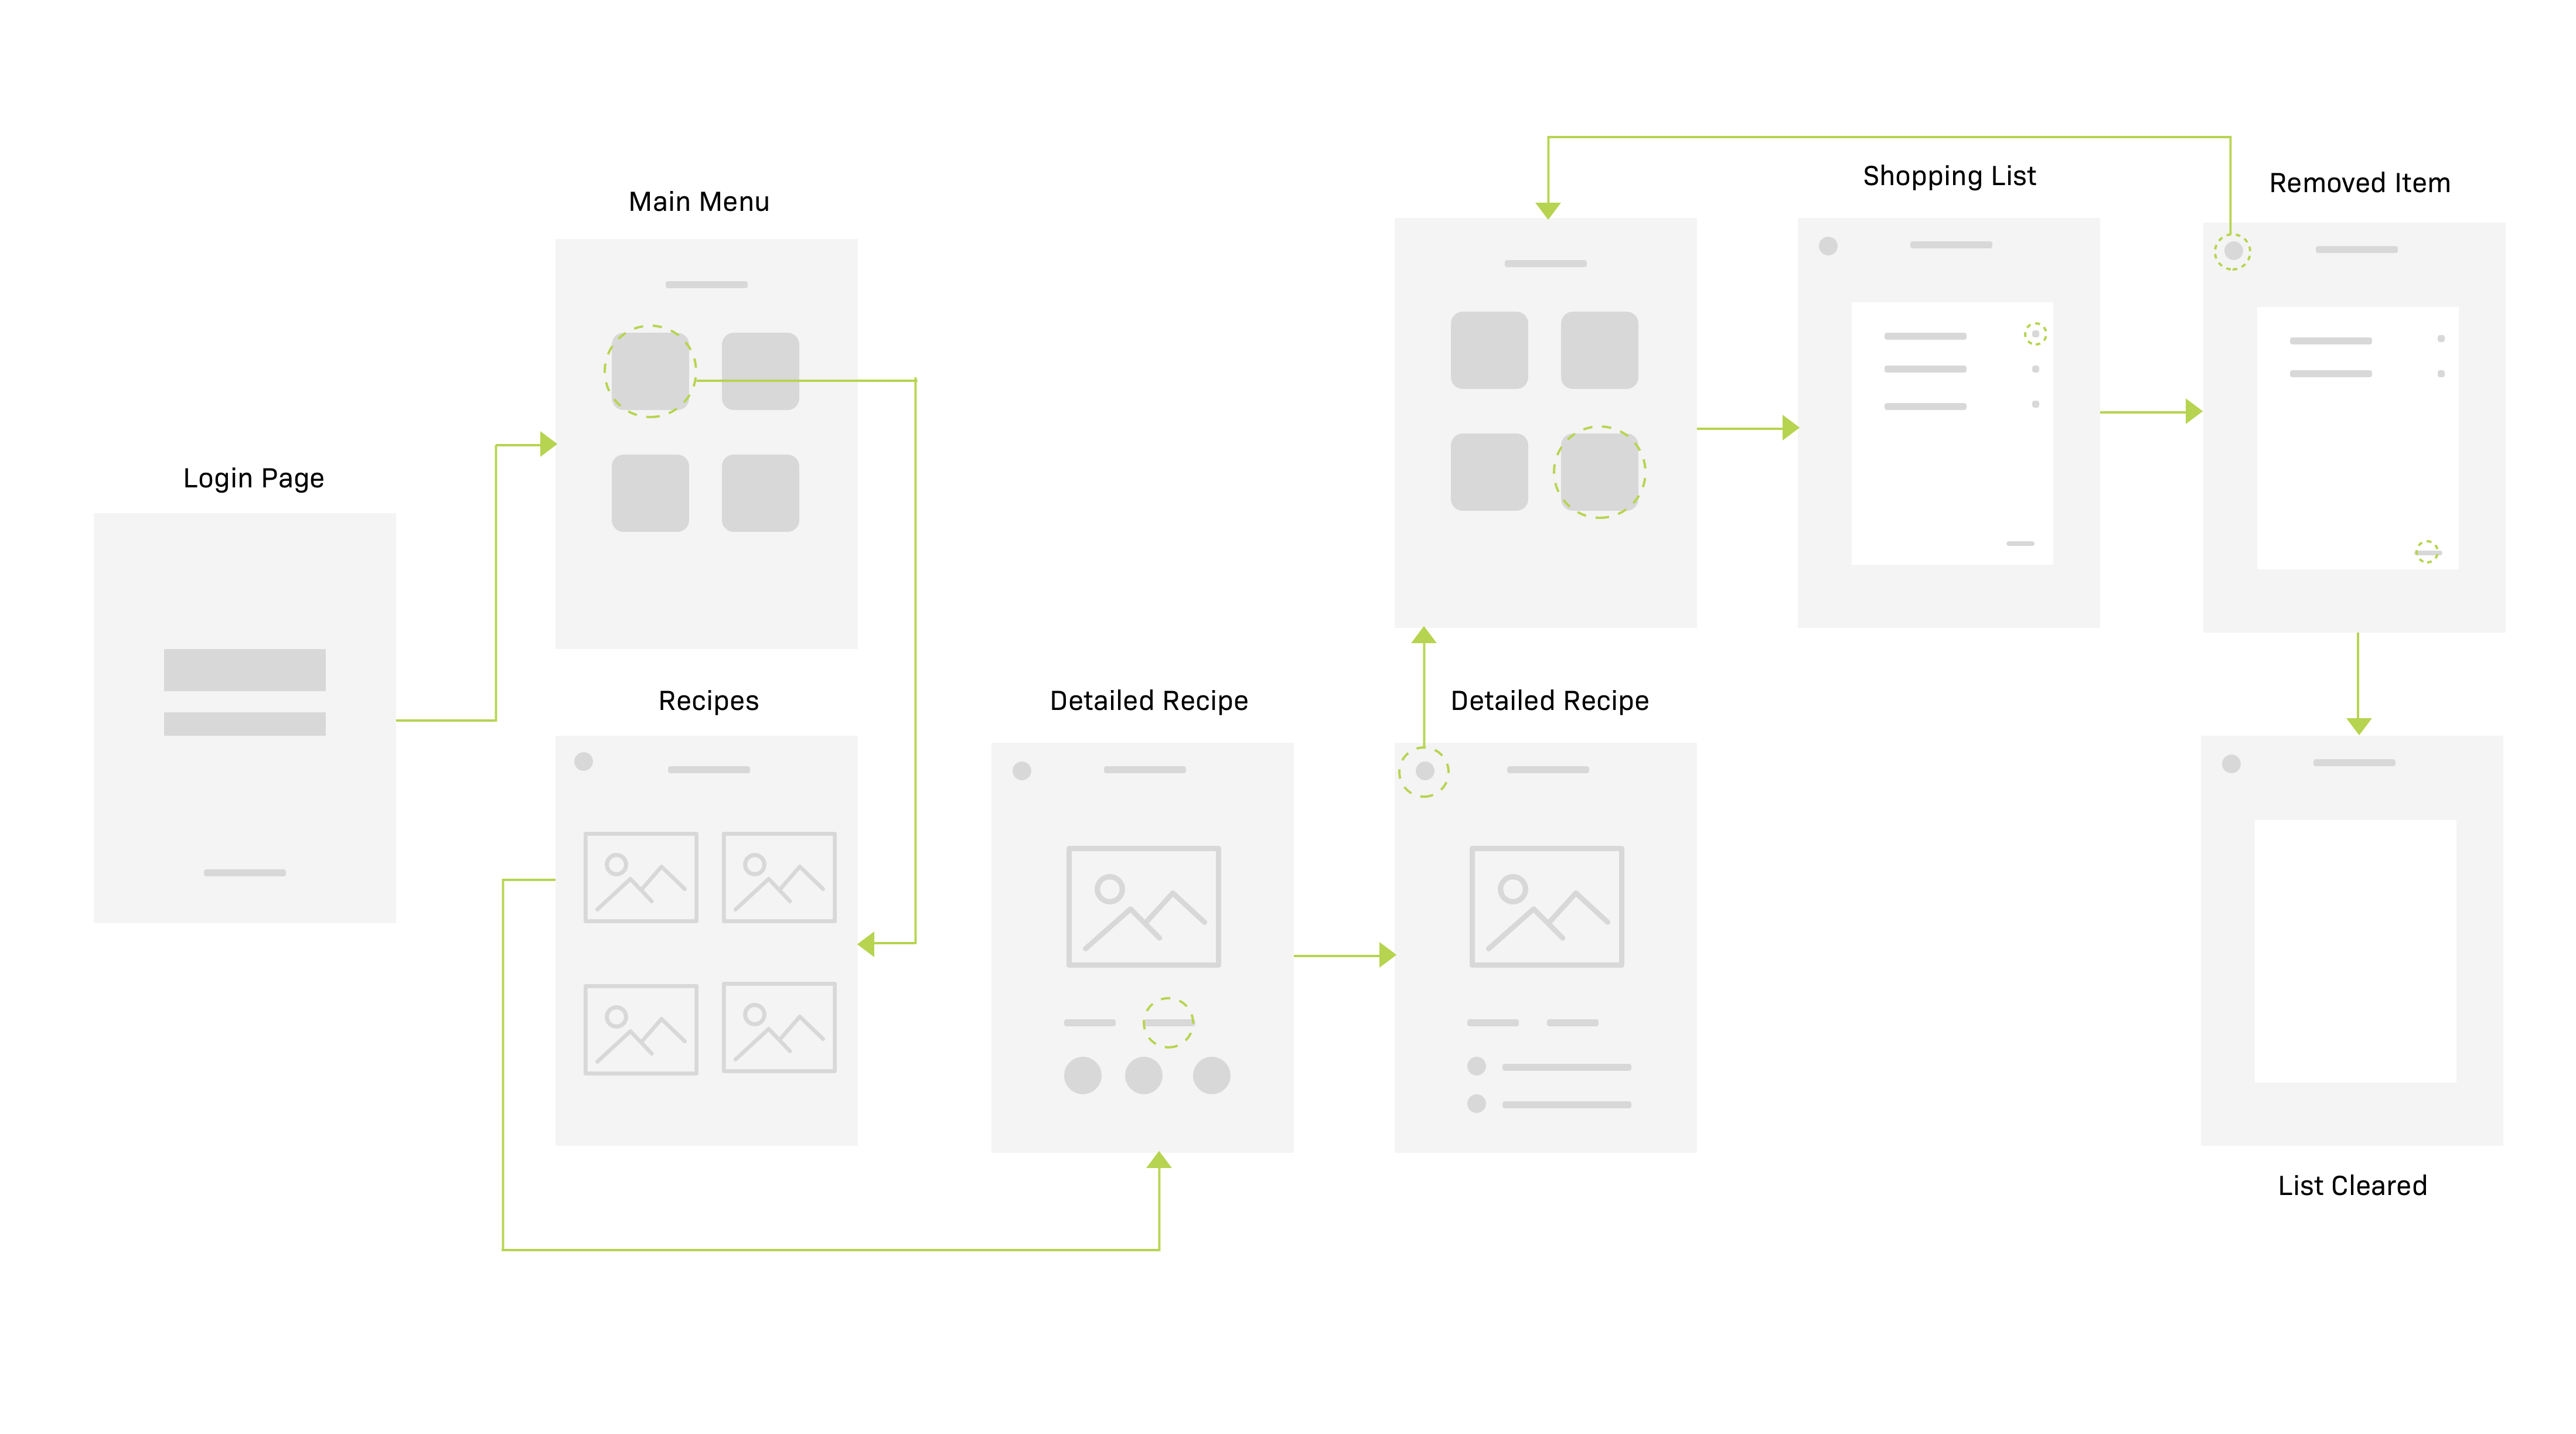 Shopping List
Removed Item
Main Menu
Login Page
Recipes
Detailed Recipe
Detailed Recipe
List Cleared